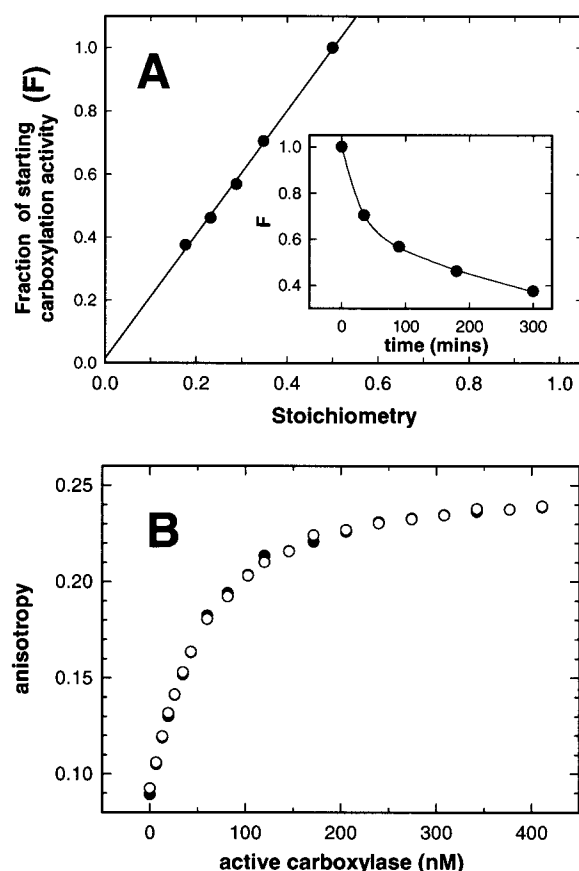 A
Fraction of starting
carboxylation activity (F)
1.0
0.8
0.6
0.4
0.2
0.0
0.0 0.2 0.4 0.6 0.8 1.0
Stoichiometry
F
1.0
0.8
0.6
0.4
0 100 200 300
time (mins)
B
anisotropy
0.25
0.20
0.15
0.10
0 100 200 300 400
active carboxylase (nM)